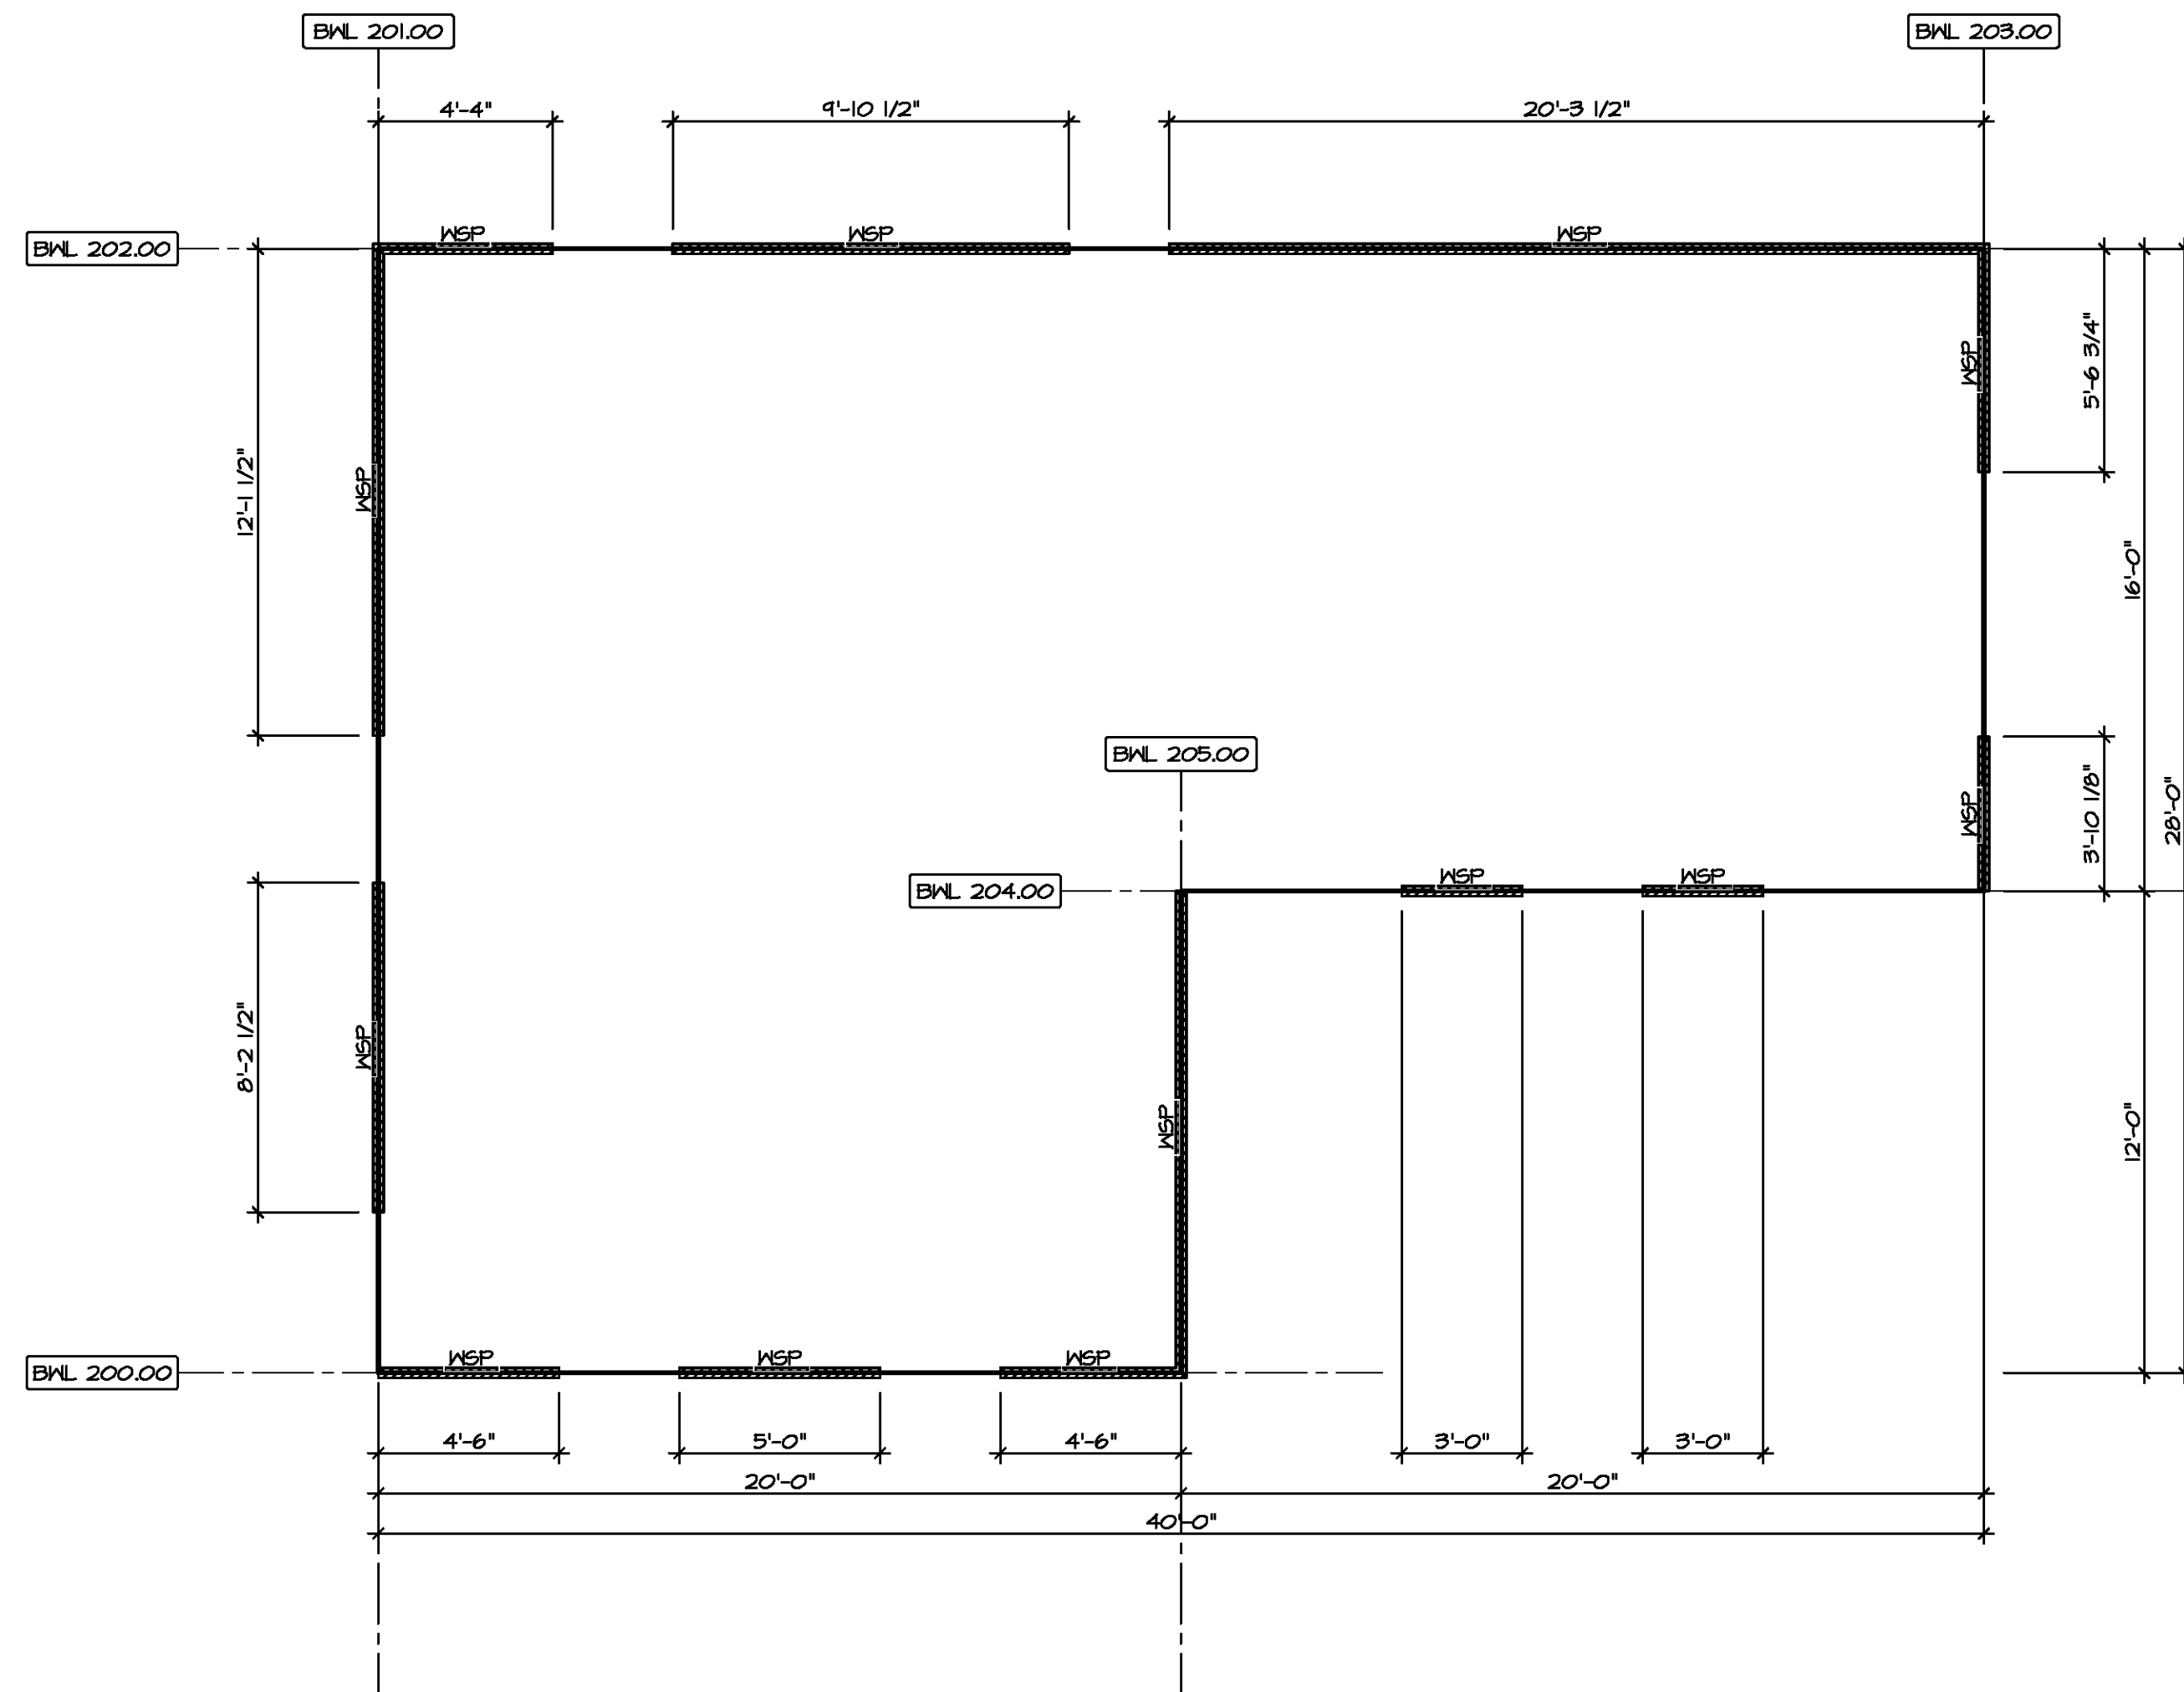 BWL 201.00
BWL 203.00
4'-4"
9'-10 1/2"
20'-3 1/2"
BWL 202.00
WSP
WSP
WSP
5'-6 3/4"
WSP
12'-1 1/2"
WSP
16'-0"
BWL 205.00
3'-10 1/8"
WSP
28'-0"
BWL 204.00
WSP
WSP
8'-2 1/2"
WSP
WSP
12'-0"
BWL 200.00
WSP
WSP
WSP
4'-6"
5'-0"
4'-6"
3'-0"
3'-0"
20'-0"
20'-0"
40'-0"